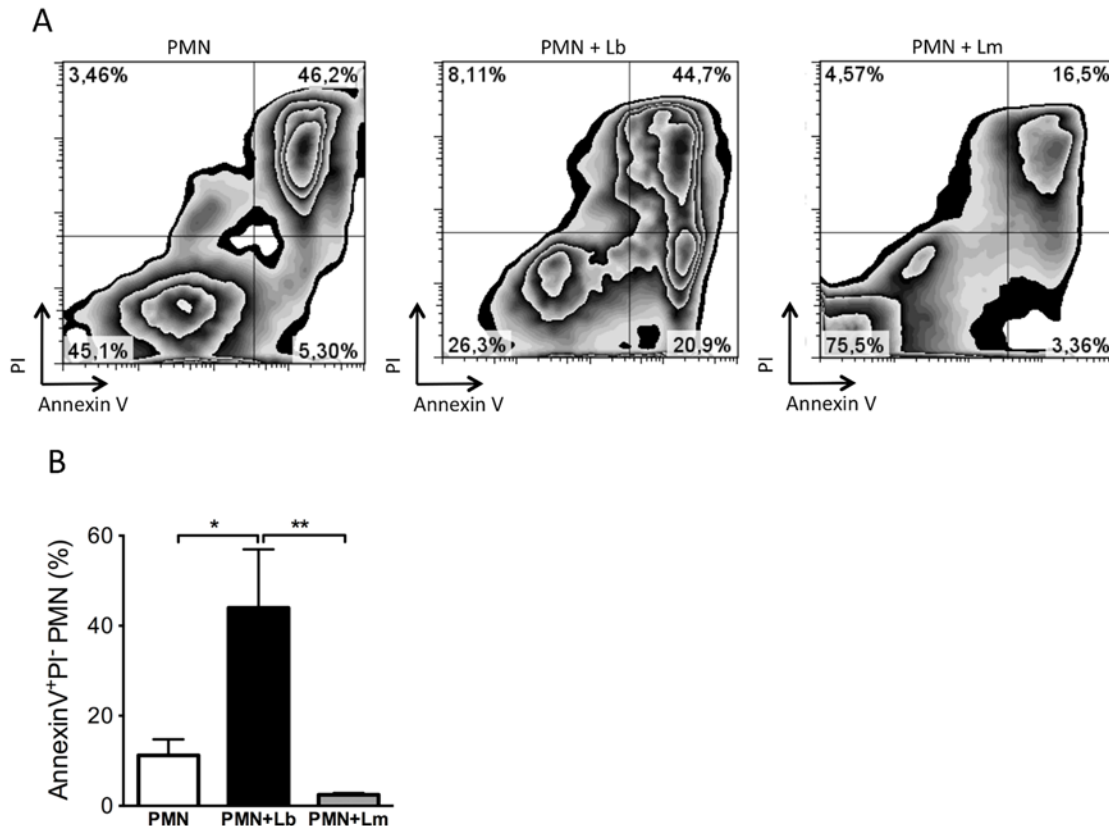 A
PMN
PMN + Lb
PMN + Lm
3,46%
46,2%
8,11%
44,7%
4,57%
16,5%
PI
PI
PI
45,1%
5,30%
26,3%
20,9%
75,5%
3,36%
Annexin V
Annexin V
Annexin V
B
* **
60
40
20
0
AnnexinV+PI- PMN (%)
PMN PMN+Lb PMN+Lm